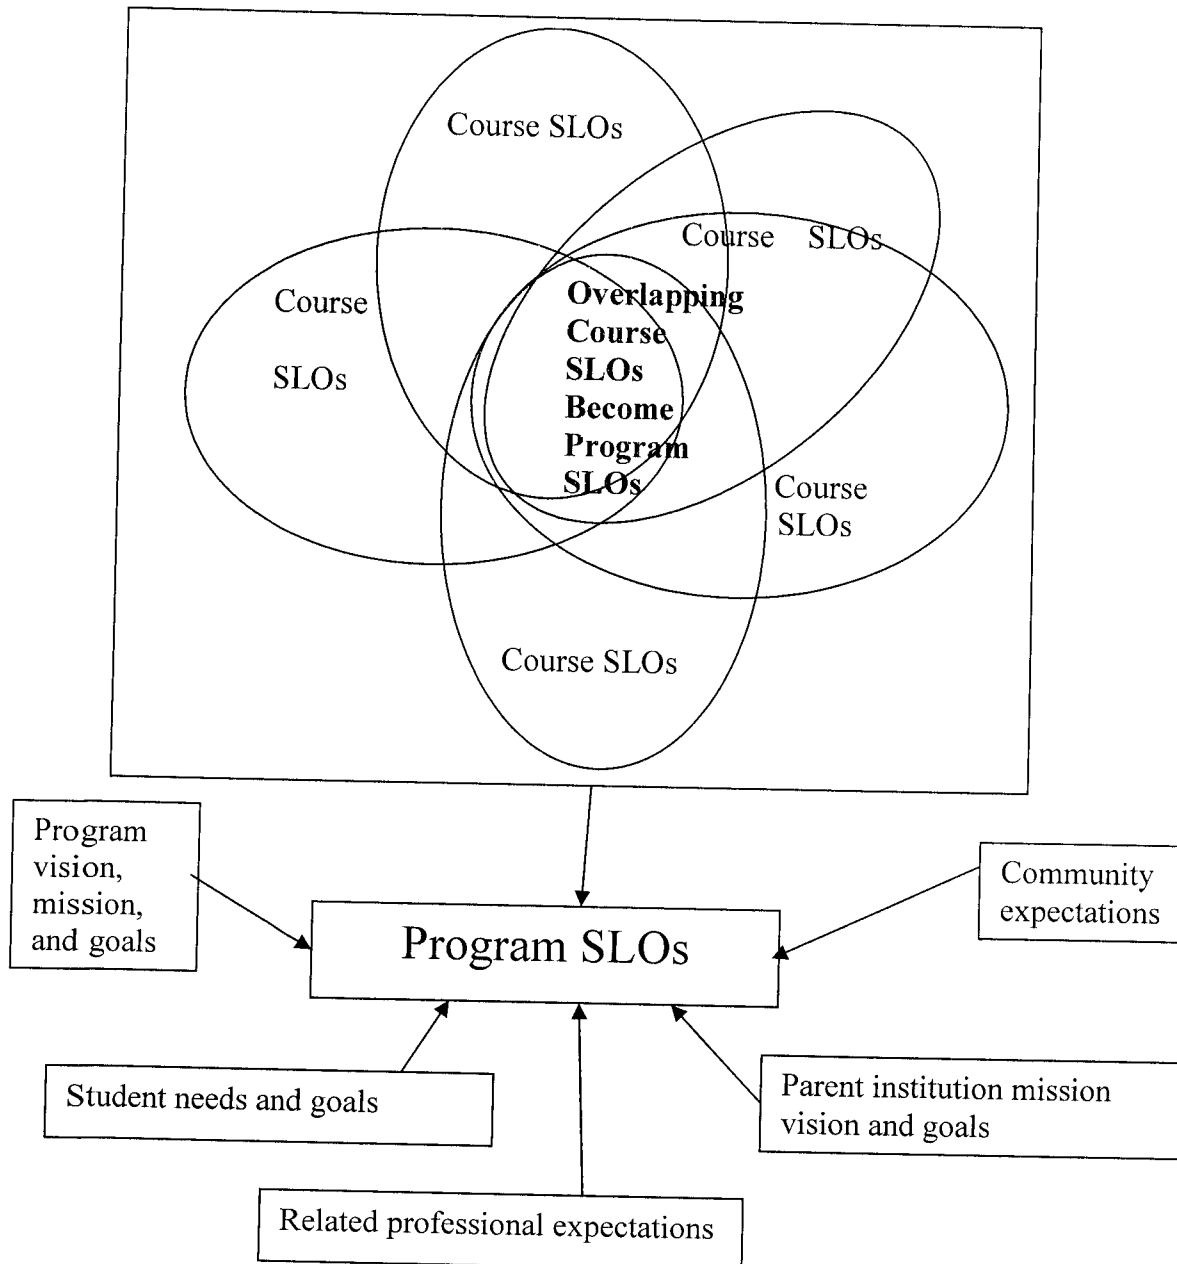 Course SLOs
Course SLOs
Course
SLOs
Overlapping
Course
SLOs
Become
Program
SLOs
Course
SLOs
Course SLOs
Program
vision,
mission,
and goals
Community
expectations
Program SLOs
Student needs and goals
Parent institution mission
vision and goals
Related professional expectations